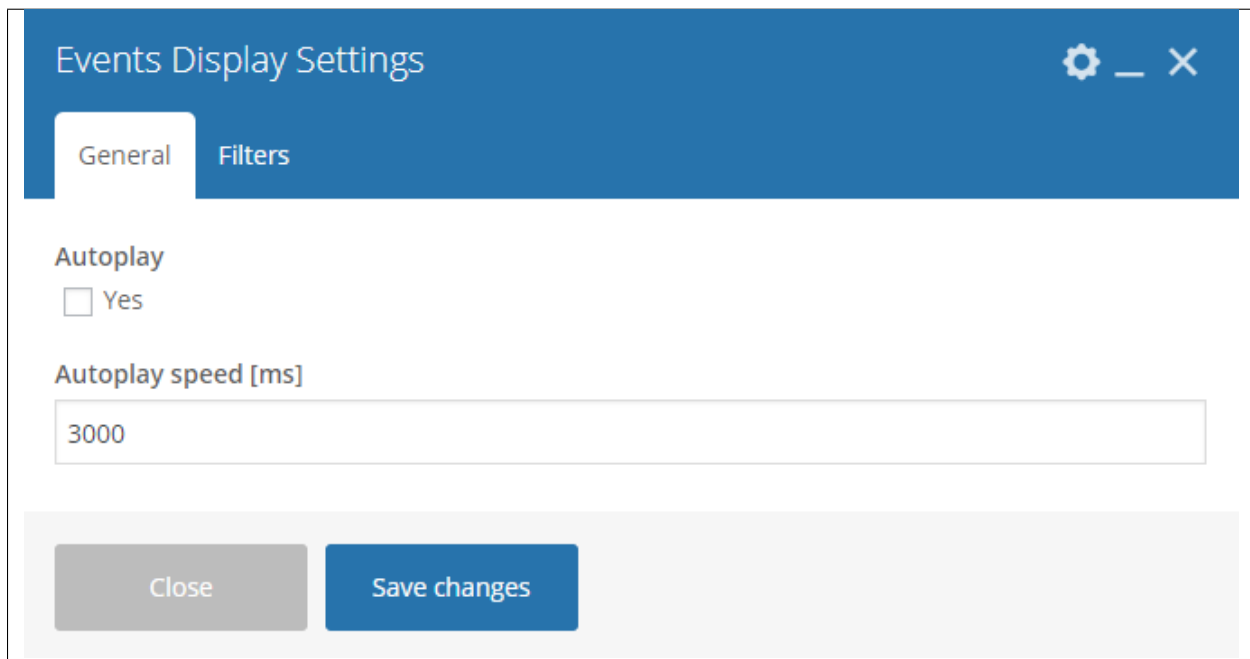 Events Display Settings
General Filters
Autoplay
Yes
Autoplay speed [ms]
3000
Close Save changes